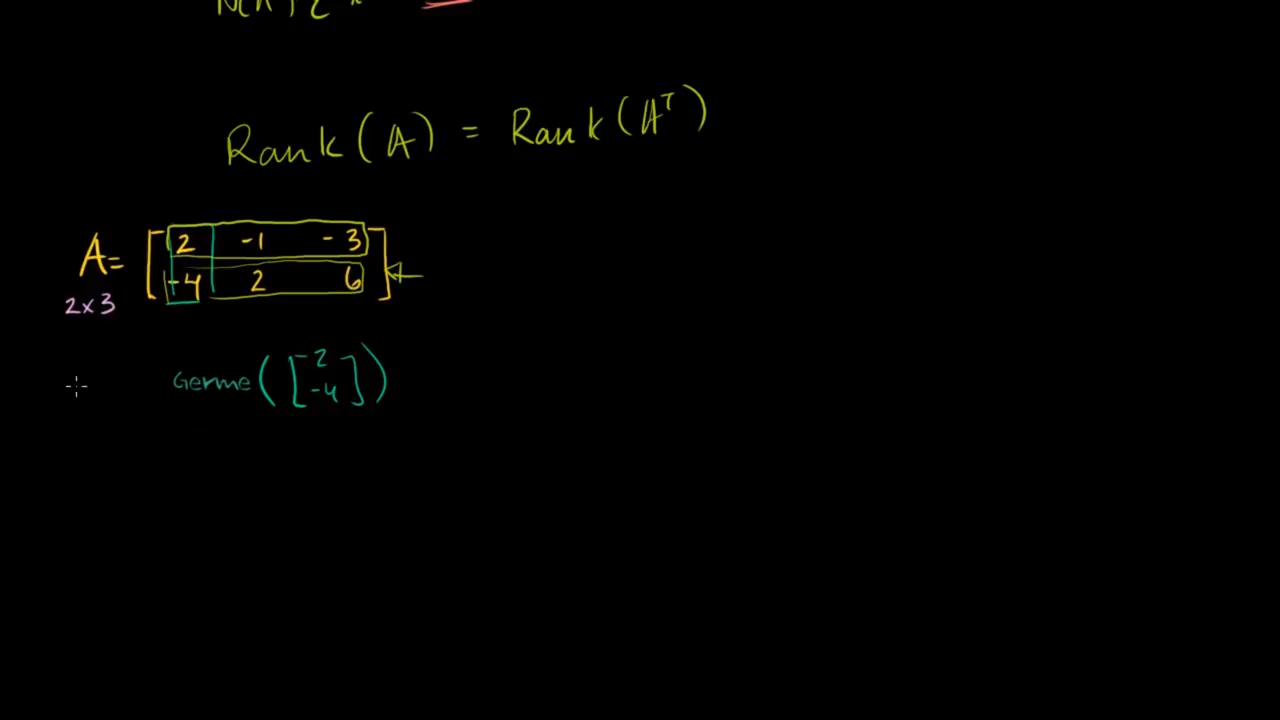 Rank(A) = Rank(Aᵀ)
A= [ 2 -1 -3
-4 2 6 ]
2x3
Germe( [ 2
-4 ] )